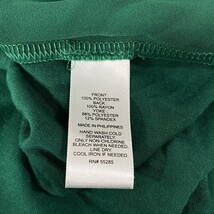 FRONT
100% POLYESTER
BACK
100% RAYON
YOKE
88% POLYESTER
12% SPANDEX
MADE IN PHILIPPINES
HAND WASH COLD
SEPARATELY
ONLY NON-CHLORINE
BLEACH WHEN NEEDED.
LINE DRY
COOL IRON IF NEEDED.
RN# 55285